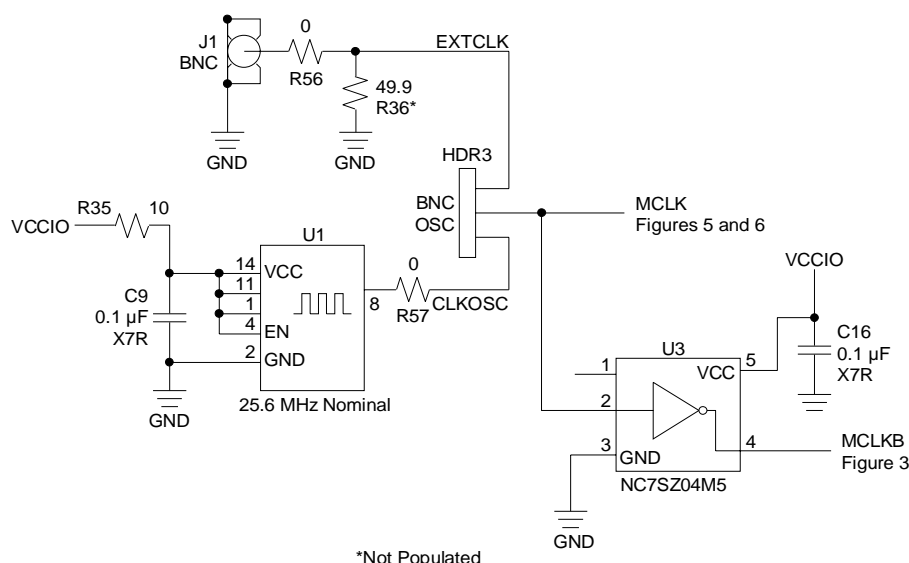 0
J1
BNC
R56
EXTCLK
49.9
R36*
GND
GND
HDR3
BNC
OSC
MCLK
Figures 5 and 6
VCCIO
R35
10
U1
14
VCC
11
1
4
EN
2
GND
8
0
R57
CLKOSC
C9
0.1 µF
X7R
GND
25.6 MHz Nominal
VCCIO
C16
0.1 µF
X7R
U3
1
VCC
5
2
3
GND
4
MCLKB
Figure 3
NC7SZ04M5
GND
*Not Populated